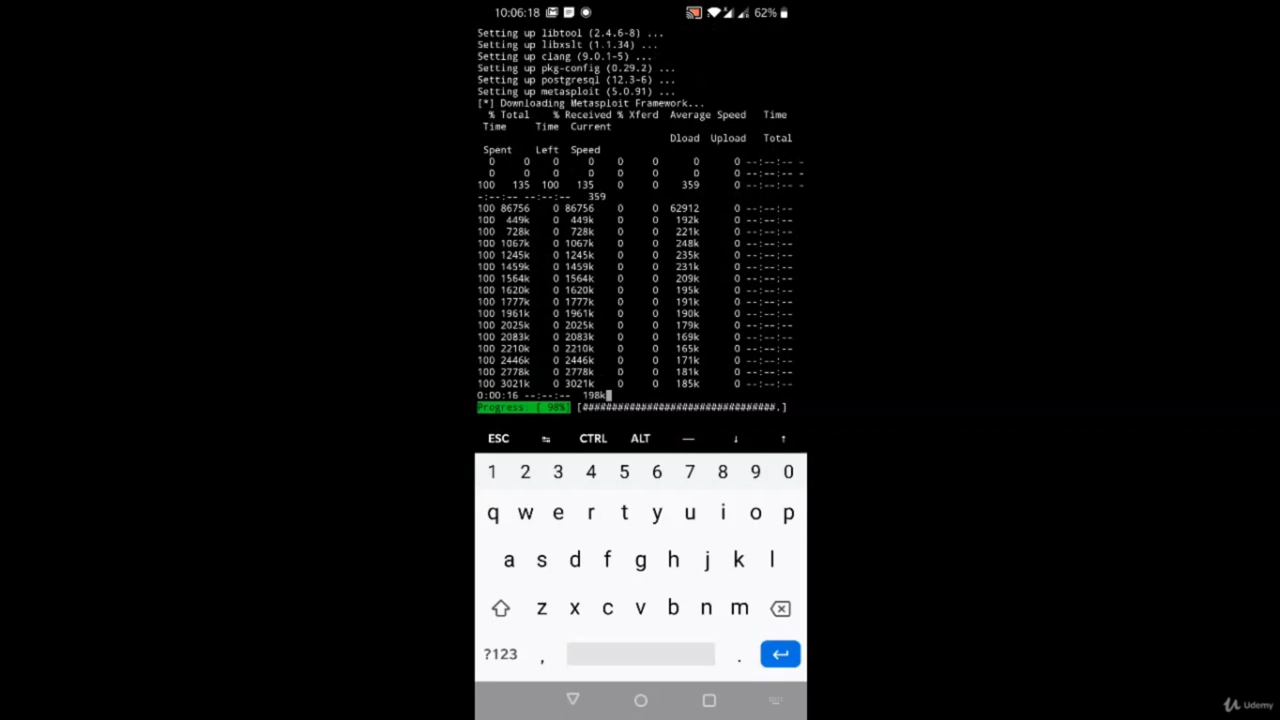 10:06:18 62%
Setting up libtool (2.4.6-8) ...
Setting up libxslt (1.1.34) ...
Setting up clang (9.0.1-5) ...
Setting up pkg-config (0.29.2) ...
Setting up postgresql (12.3-6) ...
Setting up metasploit (5.0.91) ...
[*] Downloading Metasploit Framework...
% Total % Received % Xferd Average Speed Time
Time Time Current
Dload Upload Total
Spent Left Speed
0 0 0 0 0 0 0 --:--:-- -
0 0 0 0 0 0 0 --:--:--
100 135 100 135 0 0 359 0 --:--:-- -
-:--:-- --:--:-- 359
100 86756 0 86756 0 0 62912 0 --:--:--
100 449k 0 449k 0 0 192k 0 --:--:--
100 728k 0 728k 0 0 221k 0 --:--:--
100 1067k 0 1067k 0 0 248k 0 --:--:--
100 1245k 0 1245k 0 0 235k 0 --:--:--
100 1459k 0 1459k 0 0 231k 0 --:--:--
100 1564k 0 1564k 0 0 209k 0 --:--:--
100 1620k 0 1620k 0 0 195k 0 --:--:--
100 1777k 0 1777k 0 0 191k 0 --:--:--
100 1961k 0 1961k 0 0 190k 0 --:--:--
100 2025k 0 2025k 0 0 179k 0 --:--:--
100 2083k 0 2083k 0 0 169k 0 --:--:--
100 2210k 0 2210k 0 0 165k 0 --:--:--
100 2446k 0 2446k 0 0 171k 0 --:--:--
100 2778k 0 2778k 0 0 181k 0 --:--:--
100 3021k 0 3021k 0 0 185k 0 --:--:--
0:00:16 --:--:-- 198k
Progress: [ 98%] [#################################.]
ESC ⇆ CTRL ALT — ↓ ↑
1 2 3 4 5 6 7 8 9 0
q w e r t y u i o p
a s d f g h j k l
z x c v b n m
?123 , .
Udemy